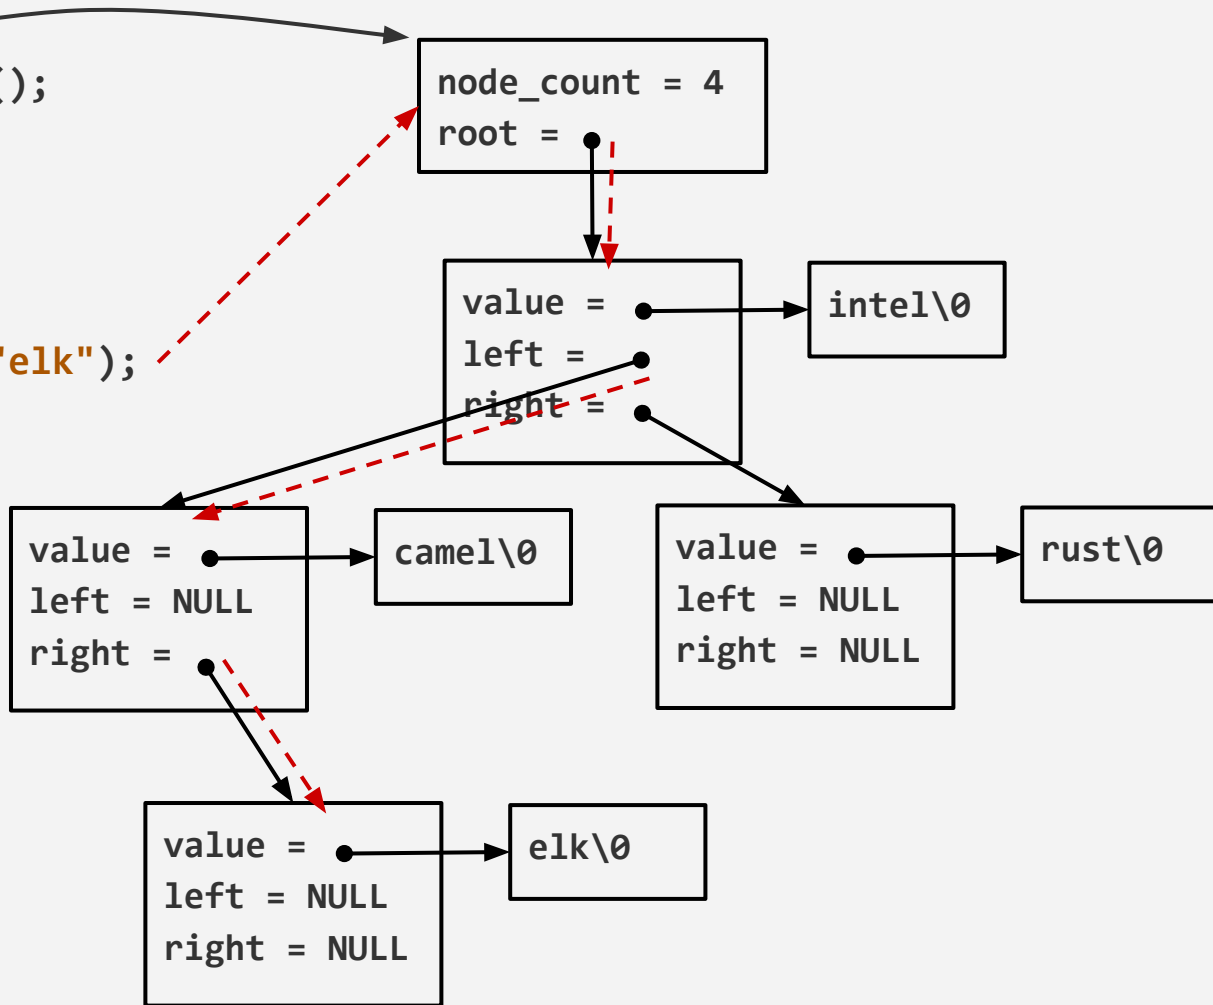 ();
node_count = 4
root =
"elk");
value =
left =
right =
intel\0
value =
left = NULL
right =
camel\0
value =
left = NULL
right = NULL
rust\0
value =
left = NULL
right = NULL
elk\0